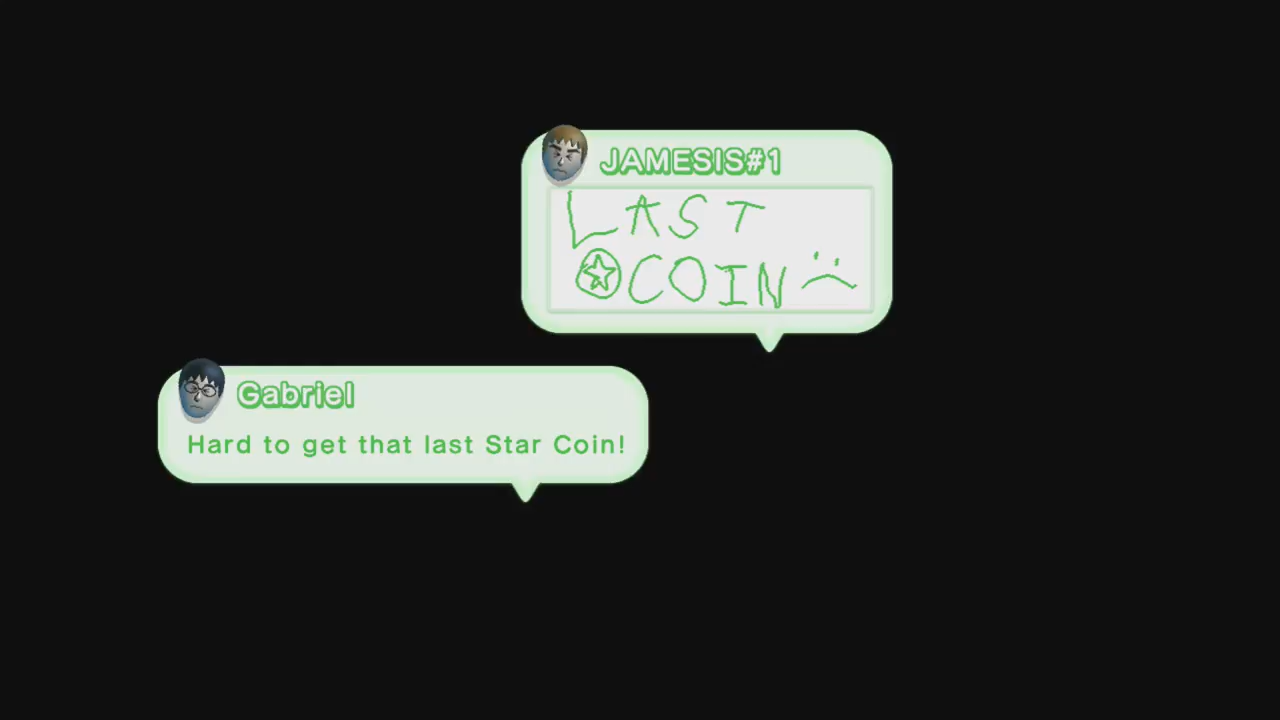 JAMESIS#1
LAST
COIN
Gabriel
Hard to get that last Star Coin!